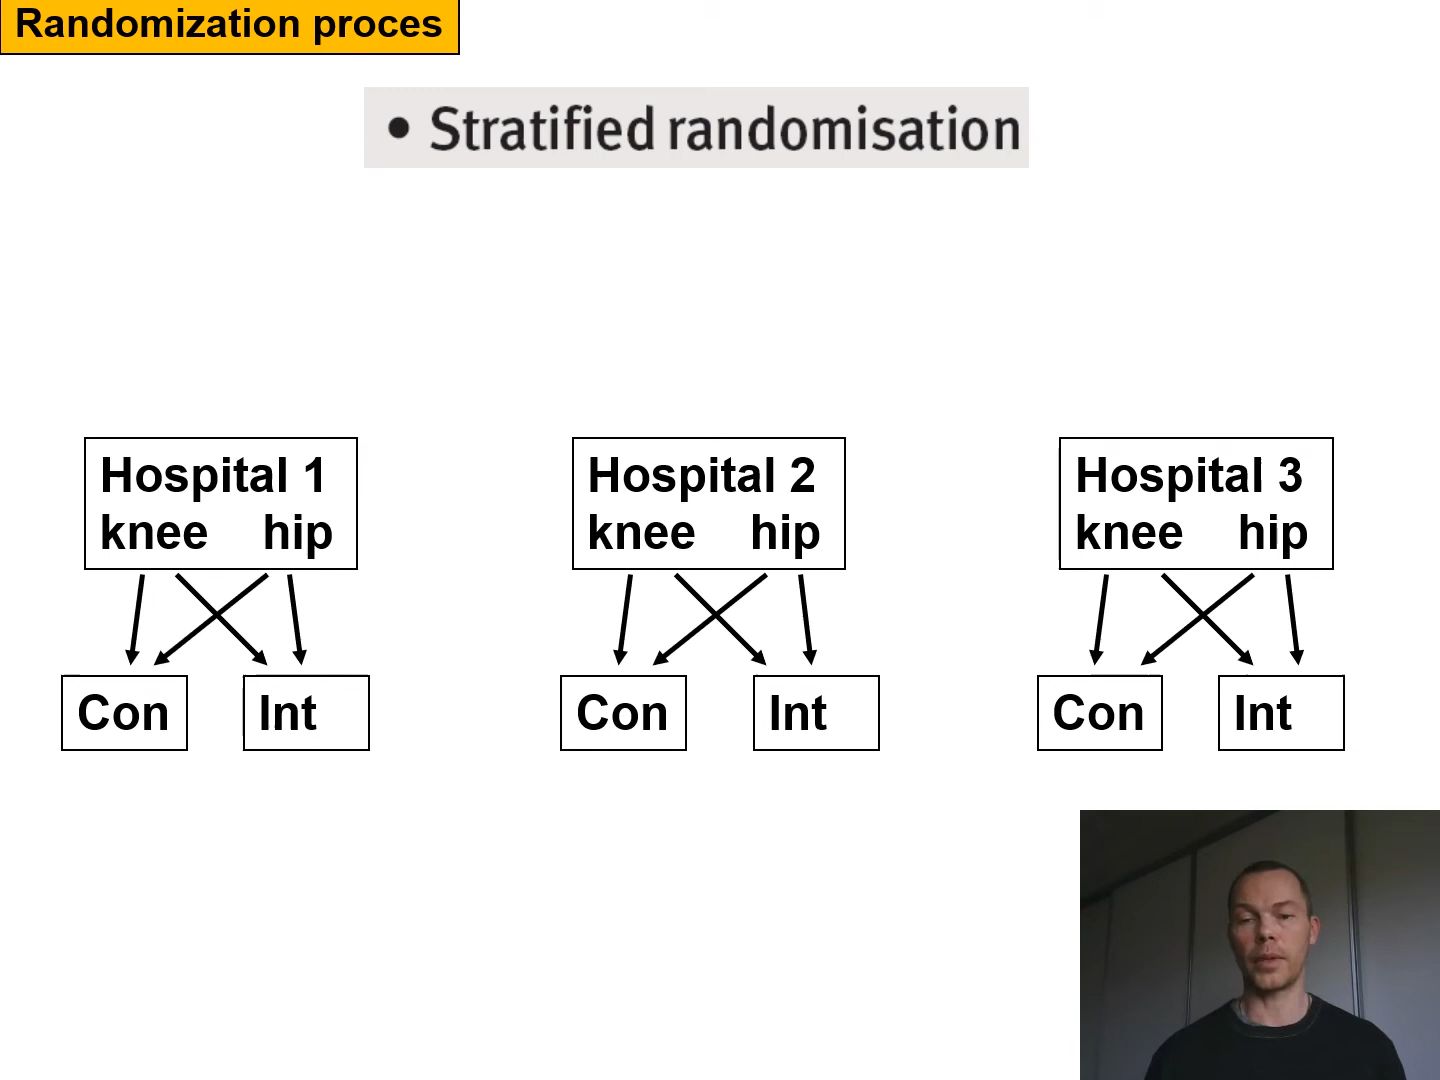 Randomization proces
• Stratified randomisation
Hospital 1
knee hip
Hospital 2
knee hip
Hospital 3
knee hip
Con
Int
Con
Int
Con
Int